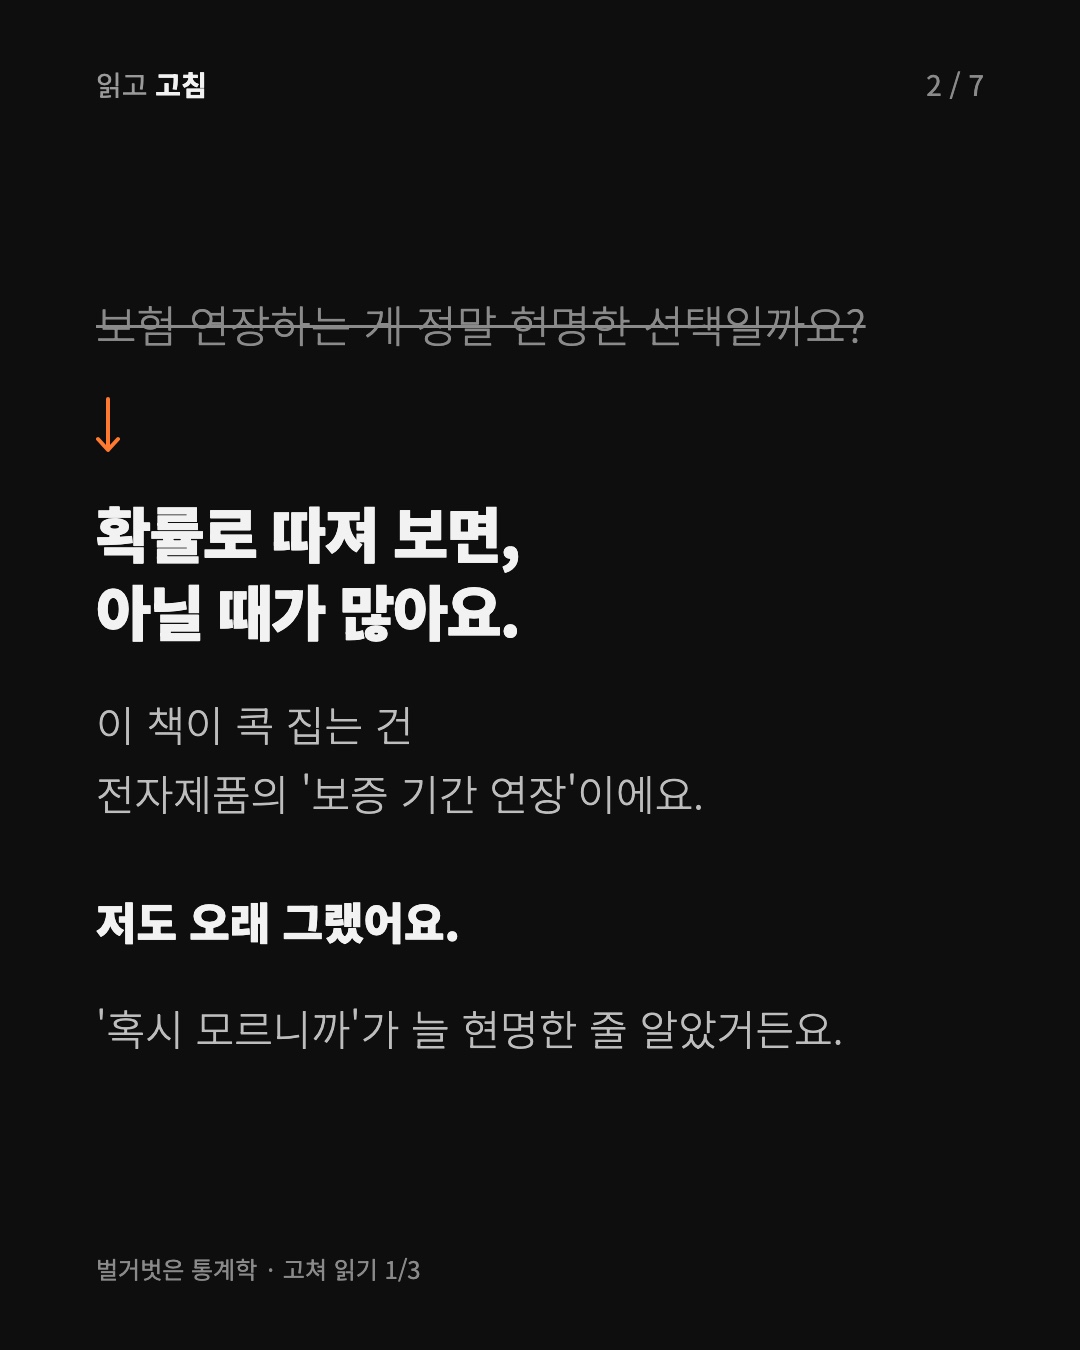 읽고 고침
2 / 7
보험 연장하는 게 정말 현명한 선택일까요?
확률로 따져 보면,
아닐 때가 많아요.
이 책이 콕 집는 건
전자제품의 '보증 기간 연장'이에요.
저도 오래 그랬어요.
'혹시 모르니까'가 늘 현명한 줄 알았거든요.
벌거벗은 통계학 · 고쳐 읽기 1/3